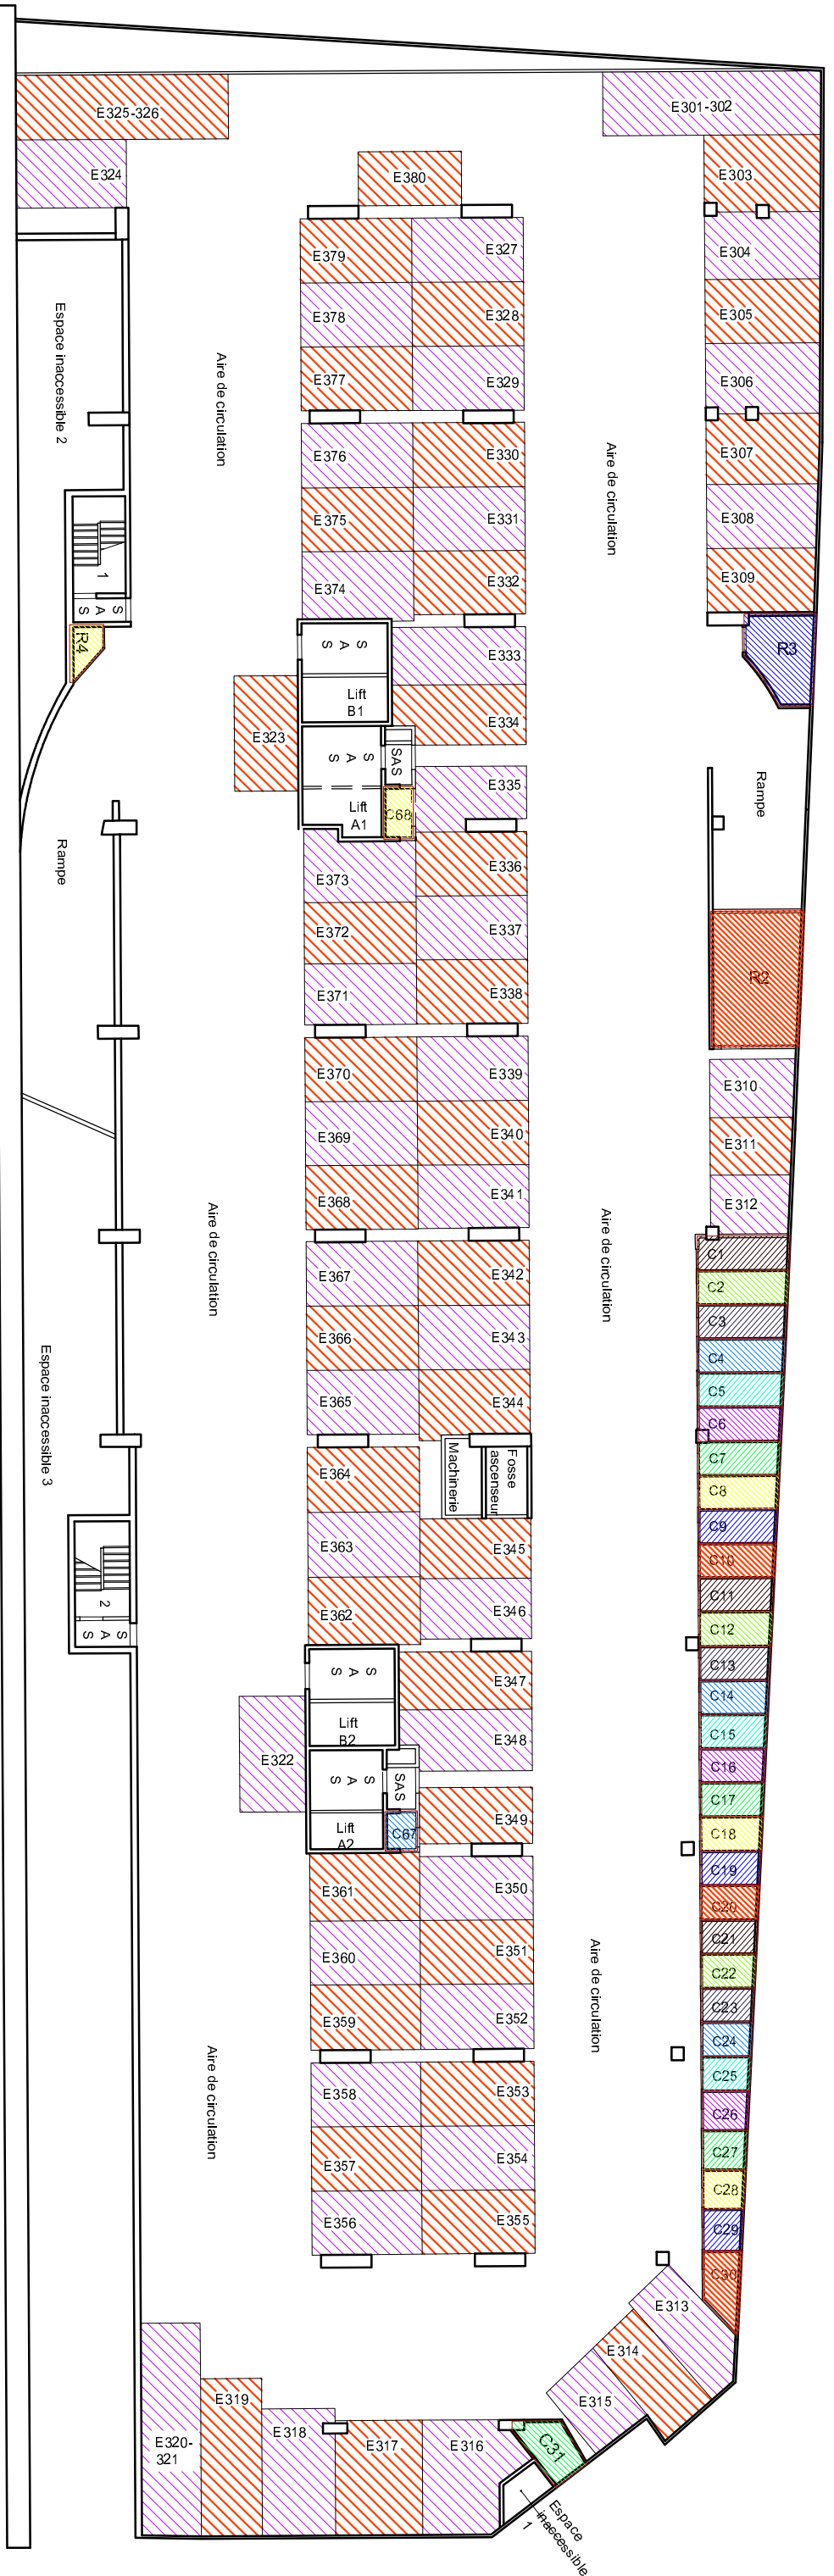 E325-326
E301-302
E324
E380
E303
E379
E327
E304
E378
E328
E305
E377
E329
E306
Espace inaccessible 2
Aire de circulation
Aire de circulation
E376
E330
E307
E375
E331
E308
E374
E332
E309
1
S A S
R4
S A S
E333
R3
Lift
B1
E334
E323
S A S
SAS
E335
Rampe
Lift
A1
C68
Rampe
E373
E336
E372
E337
E371
E338
R2
E370
E339
E310
E369
E340
E311
E368
E341
E312
Aire de circulation
Aire de circulation
E367
E342
C1
C2
E366
E343
C3
C4
E365
E344
C5
C6
Espace inaccessible 3
E364
Machinerie
Fosse
ascenseur
C7
C8
E363
E345
C9
C10
E362
E346
C11
C12
2
S A S
S A S
E347
C13
C14
Lift
B2
E348
C15
E322
S A S
SAS
C16
C17
Lift
A2
C67
E349
C18
E361
E350
C19
C20
E360
E351
C21
C22
E359
E352
C23
C24
Aire de circulation
Aire de circulation
E358
E353
C25
C26
E357
E354
C27
C28
E356
E355
C29
C30
E313
E314
E315
E319
E318
E320-
321
E317
E316
C31
Espace
inaccessible
1